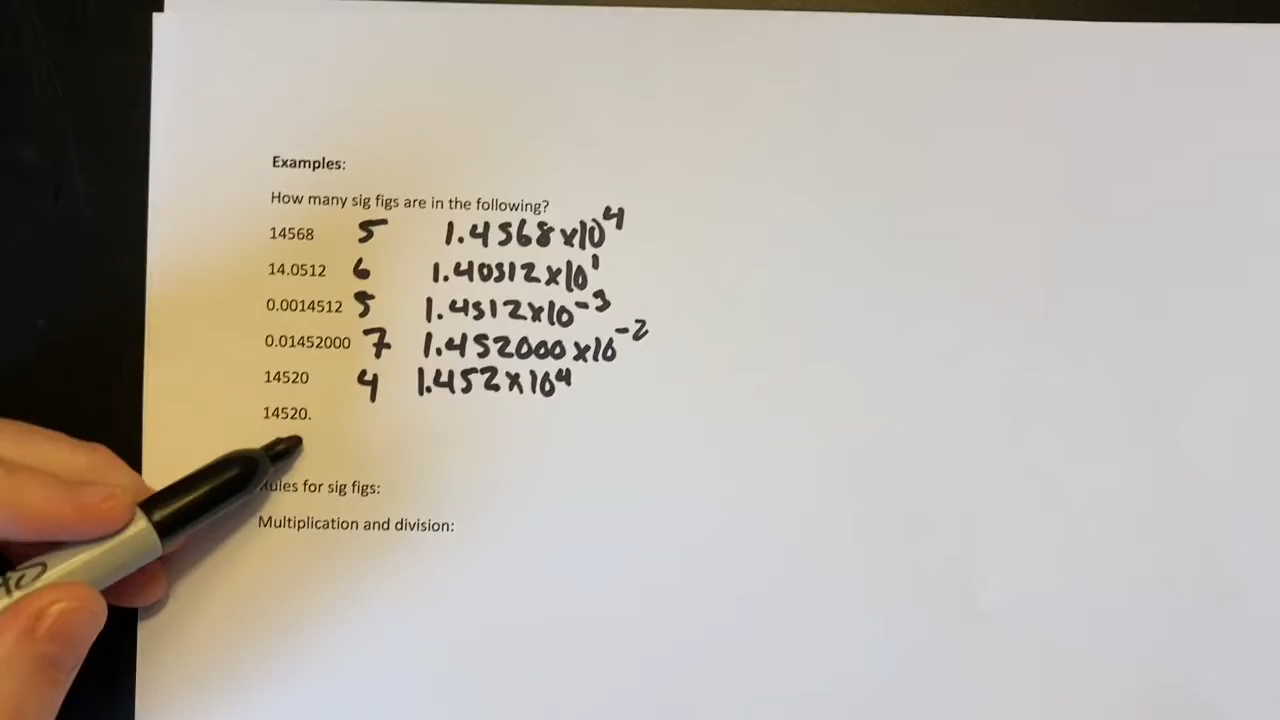 Examples:
How many sig figs are in the following?
14568 5 1.4568x10^4
14.0512 6 1.40512x10^1
0.0014512 5 1.4512x10^-3
0.01452000 7 1.452000x10^-2
14520 4 1.452x10^4
14520.
Rules for sig figs:
Multiplication and division: